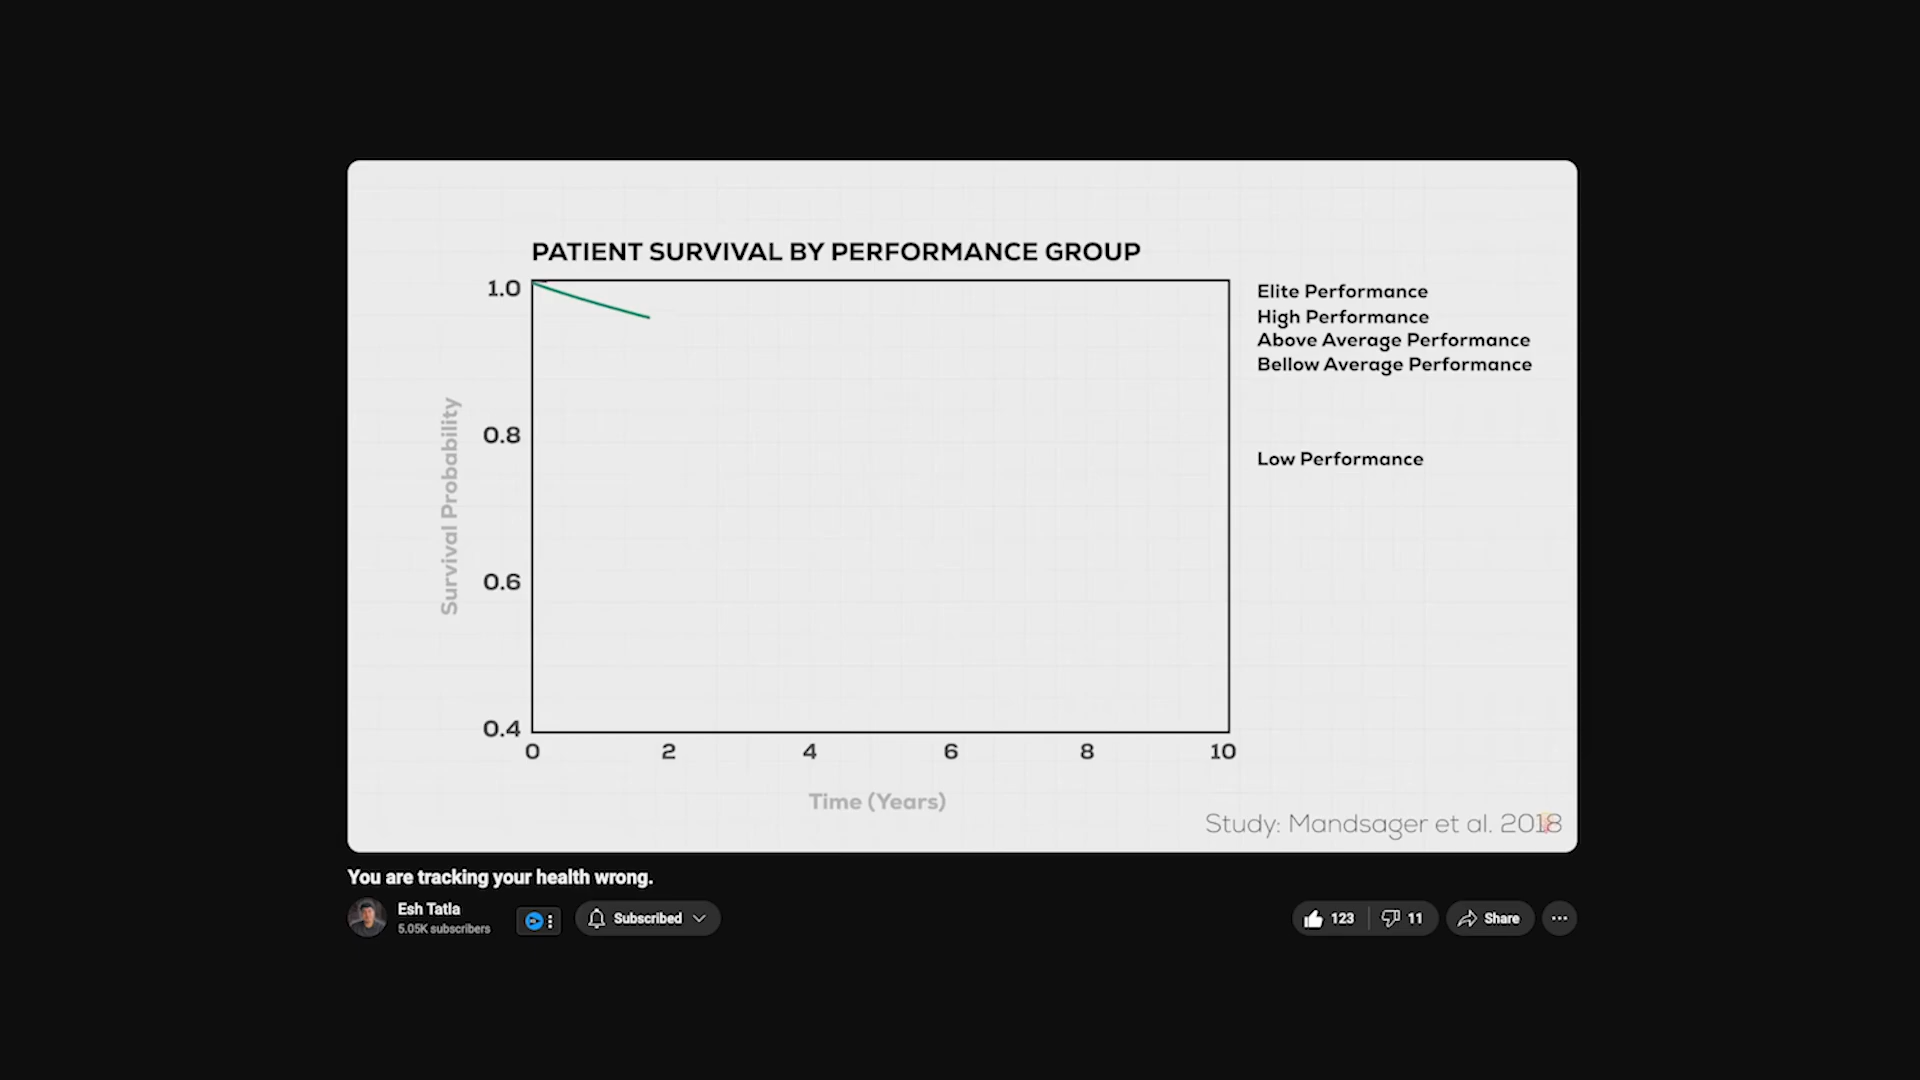 PATIENT SURVIVAL BY PERFORMANCE GROUP
1.0
0.8
0.6
0.4
Survival Probability
0 2 4 6 8 10
Time (Years)
Elite Performance
High Performance
Above Average Performance
Bellow Average Performance
Low Performance
Study: Mandsager et al. 2018
You are tracking your health wrong.
Esh Tatla
5.05K subscribers
Subscribed
123
11
Share